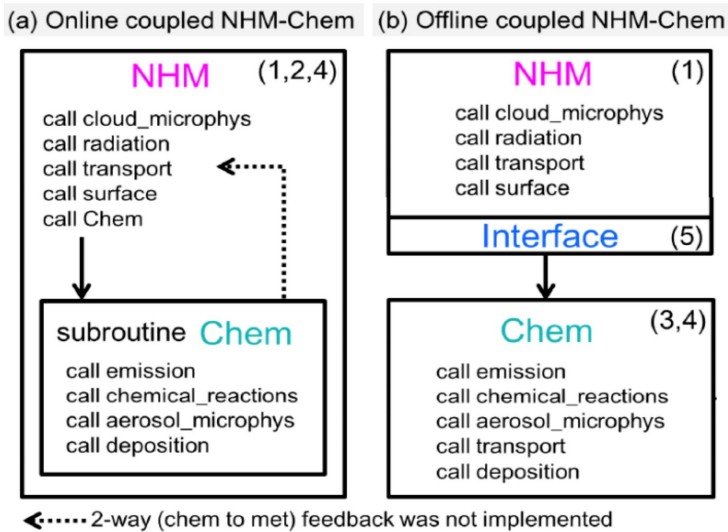 (a) Online coupled NHM-Chem
NHM (1,2,4)
call cloud_microphys
call radiation
call transport
call surface
call Chem
subroutine Chem
call emission
call chemical_reactions
call aerosol_microphys
call deposition
(b) Offline coupled NHM-Chem
NHM (1)
call cloud_microphys
call radiation
call transport
call surface
Interface (5)
Chem (3,4)
call emission
call chemical_reactions
call aerosol_microphys
call transport
call deposition
2-way (chem to met) feedback was not implemented